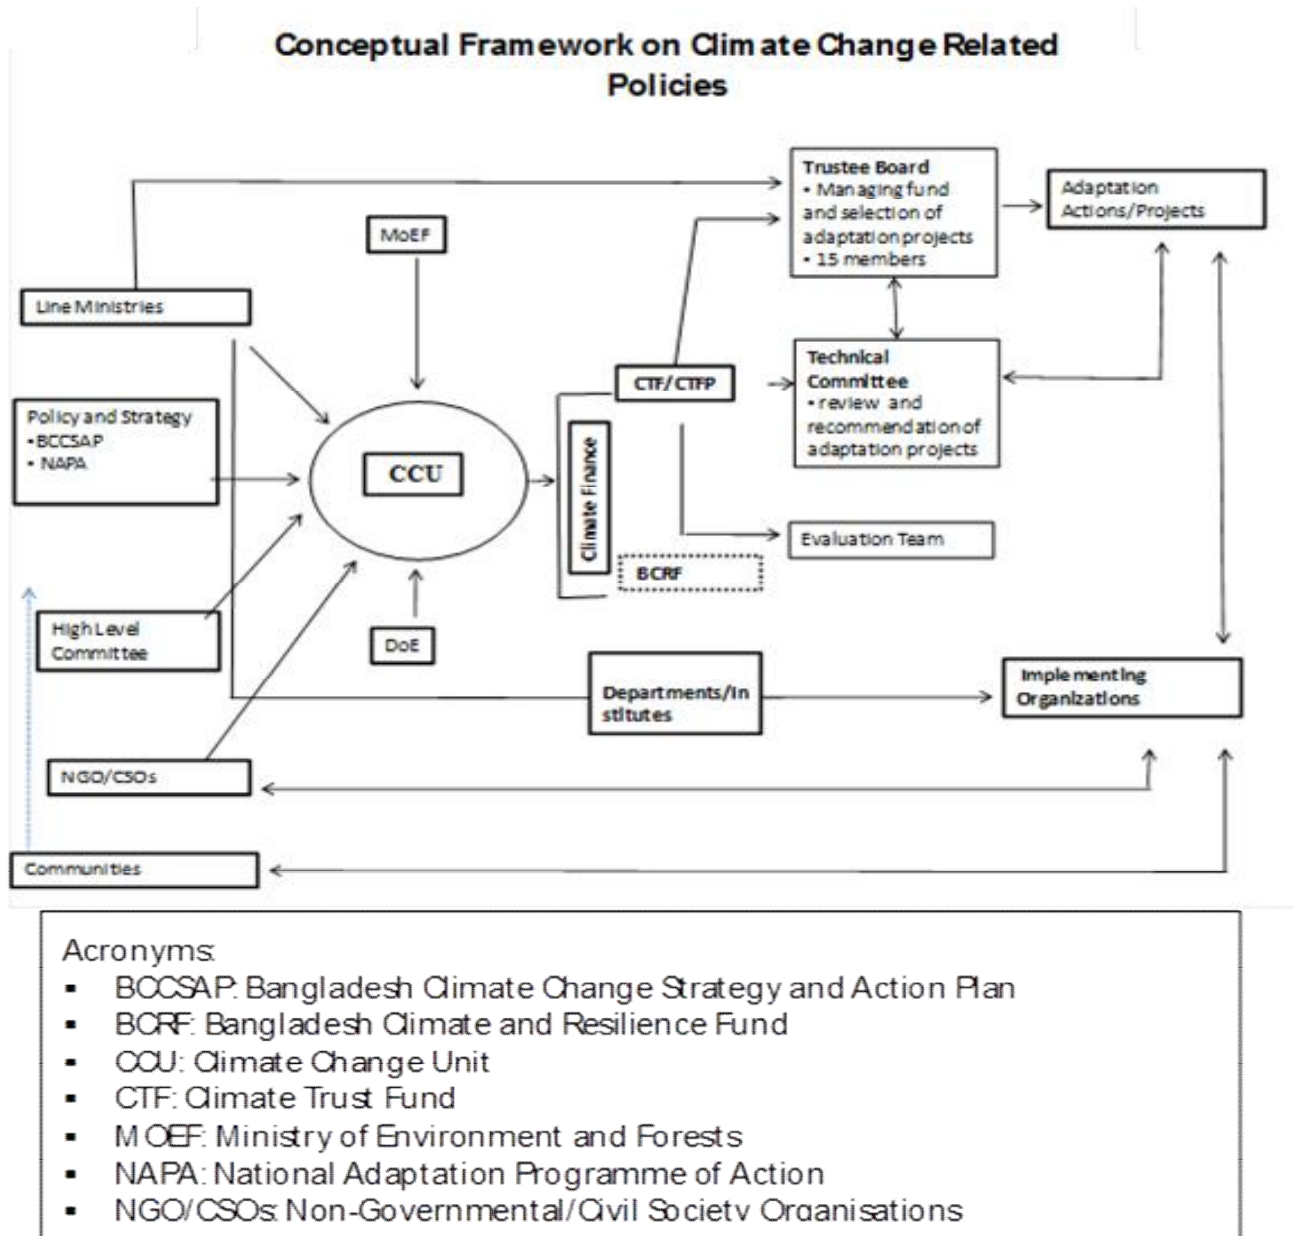 Conceptual Framework on Climate Change Related
Policies
Trustee Board
• Managing fund
and selection of
adaptation projects
• 15 members
Adaptation
Actions/Projects
MoEF
Line Ministries
Technical
Committee
• review and
recommendation of
adaptation projects
CTF/CTFP
Policy and Strategy
• BCCSAP
• NAPA
CCU
Climate Finance
Evaluation Team
BCRF
High Level
Committee
DoE
Departments/In
stitutes
Implementing
Organizations
NGO/CSOs
Communities
Acronyms:
▪ BCCSAP: Bangladesh Climate Change Strategy and Action Plan
▪ BCRF: Bangladesh Climate and Resilience Fund
▪ CCU: Climate Change Unit
▪ CTF: Climate Trust Fund
▪ MOEF: Ministry of Environment and Forests
▪ NAPA: National Adaptation Programme of Action
▪ NGO/CSOs: Non-Governmental/Civil Society Organisations